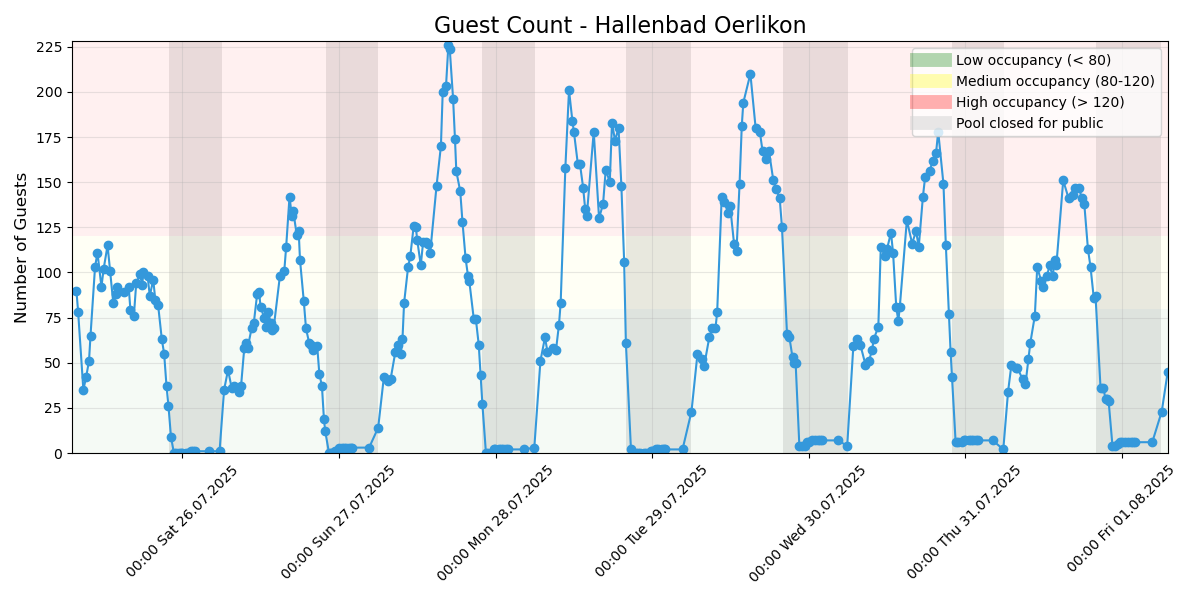 Guest Count - Hallenbad Oerlikon
Number of Guests
225
200
175
150
125
100
75
50
25
0
Low occupancy (< 80)
Medium occupancy (80-120)
High occupancy (> 120)
Pool closed for public
00:00 Sat 26.07.2025
00:00 Sun 27.07.2025
00:00 Mon 28.07.2025
00:00 Tue 29.07.2025
00:00 Wed 30.07.2025
00:00 Thu 31.07.2025
00:00 Fri 01.08.2025